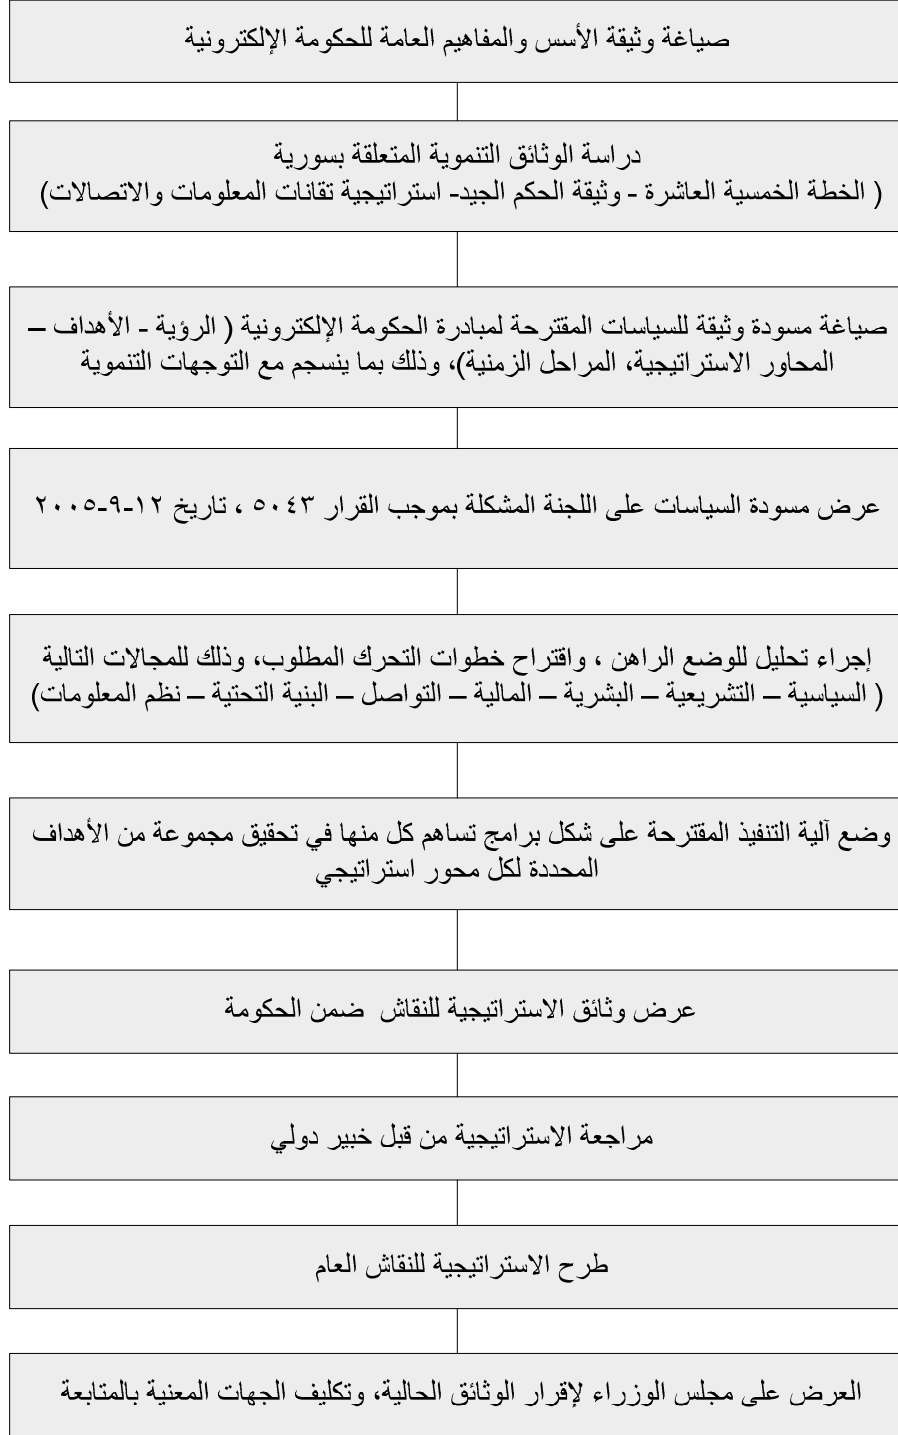 صياغة وثيقة الأسس والمفاهيم العامة للحكومة الإلكترونية
دراسة الوثائق التنموية المتعلقة بسورية
( الخطة الخمسية العاشرة - وثيقة الحكم الجيد- استراتيجية تقانات المعلومات والاتصالات)
صياغة مسودة وثيقة للسياسات المقترحة لمبادرة الحكومة الإلكترونية ( الرؤية - الأهداف –
المحاور الاستراتيجية، المراحل الزمنية)، وذلك بما ينسجم مع التوجهات التنموية
عرض مسودة السياسات على اللجنة المشكلة بموجب القرار ٥٠٤٣ ، تاريخ ١٢-٩-٢٠٠٥
إجراء تحليل للوضع الراهن ، واقتراح خطوات التحرك المطلوب، وذلك للمجالات التالية
( السياسية – التشريعية – البشرية – المالية – التواصل – البنية التحتية – نظم المعلومات)
وضع آلية التنفيذ المقترحة على شكل برامج تساهم كل منها في تحقيق مجموعة من الأهداف
المحددة لكل محور استراتيجي
عرض وثائق الاستراتيجية للنقاش ضمن الحكومة
مراجعة الاستراتيجية من قبل خبير دولي
طرح الاستراتيجية للنقاش العام
العرض على مجلس الوزراء لإقرار الوثائق الحالية، وتكليف الجهات المعنية بالمتابعة